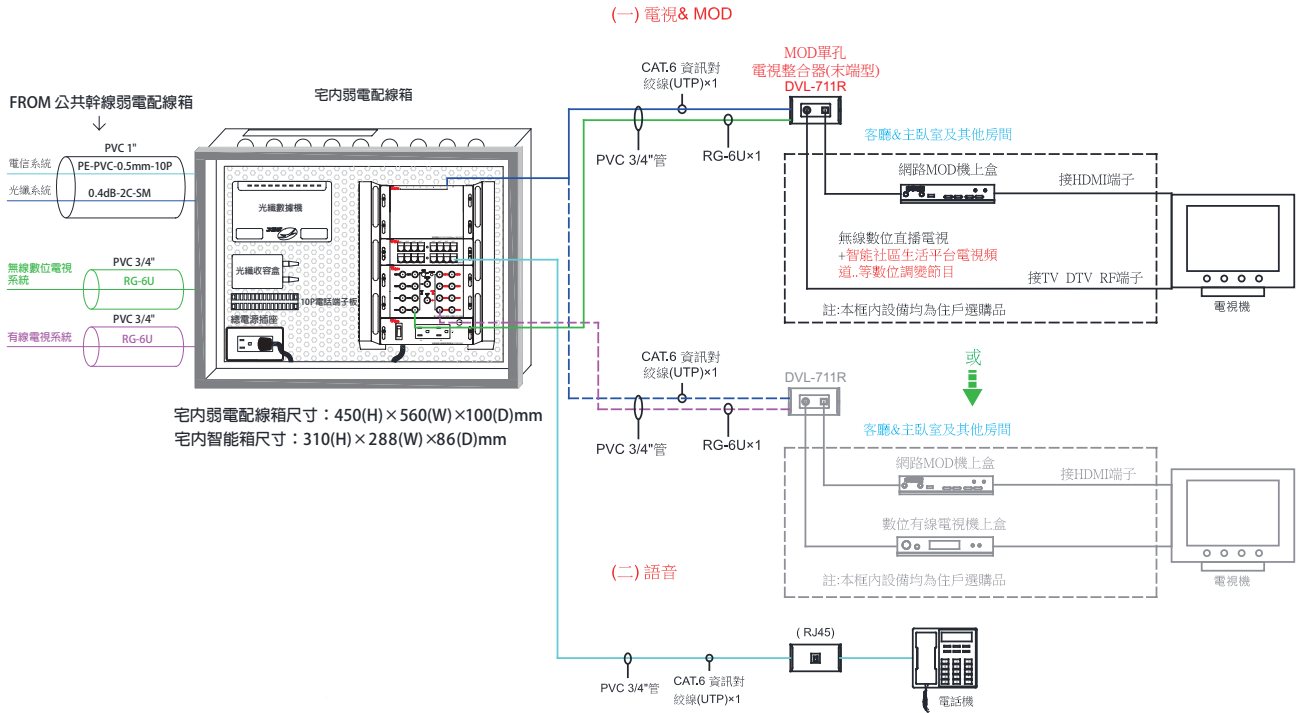 (一) 電視& MOD
FROM 公共幹線弱電配線箱
PVC 1"
電信系統
PE-PVC-0.5mm-10P
光纖系統
0.4dB-2C-SM
無線數位電視
系統
PVC 3/4"
RG-6U
有線電視系統
PVC 3/4"
RG-6U
宅内弱電配線箱
光纖數據機
光纖收容盒
10P電話端子板
總電源插座
宅内弱電配線箱尺寸：450(H)×560(W)×100(D)mm
宅内智能箱尺寸：310(H)×288(W)×86(D)mm
CAT.6 資訊對
絞線(UTP)×1
PVC 3/4"管
RG-6U×1
MOD單孔
電視整合器(末端型)
DVL-711R
客廳&主臥室及其他房間
網路MOD機上盒
接HDMI端子
無線數位直播電視
+智能社區生活平台電視頻
道..等數位調變節目
接TV DTV RF端子
註:本框內設備均為住戶選購品
電視機
或
CAT.6 資訊對
絞線(UTP)×1
PVC 3/4"管
RG-6U×1
DVL-711R
客廳&主臥室及其他房間
網路MOD機上盒
接HDMI端子
數位有線電視機上盒
註:本框內設備均為住戶選購品
電視機
(二) 語音
PVC 3/4"管
CAT.6 資訊對
絞線(UTP)×1
( RJ45)
電話機